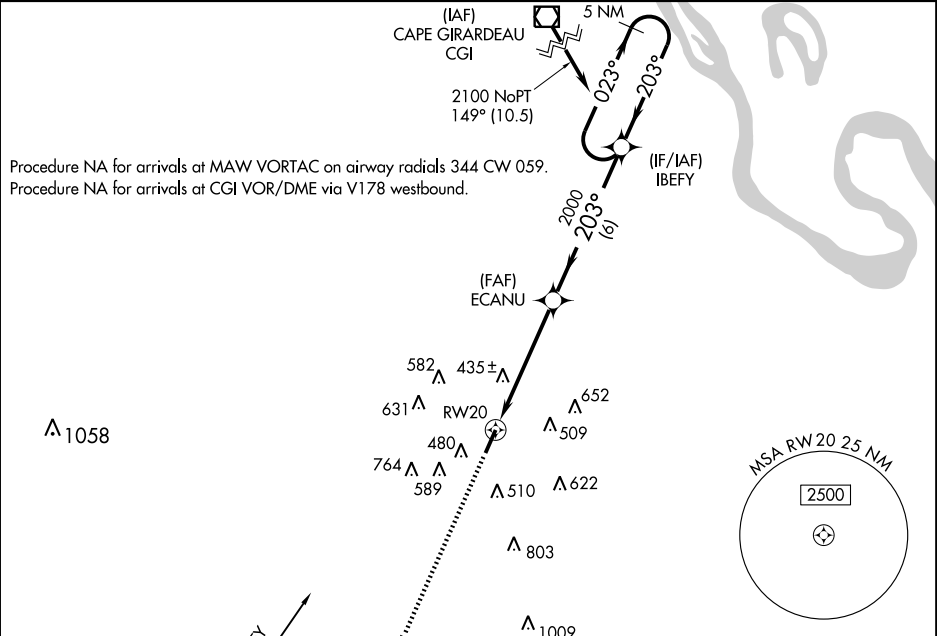 (IAF)
CAPE GIRARDEAU
CGI
5 NM
023°
203°
2100 NoPT
149° (10.5)
Procedure NA for arrivals at MAW VORTAC on airway radials 344 CW 059.
Procedure NA for arrivals at CGI VOR/DME via V178 westbound.
(IF/IAF)
IBEFY
2000
203°
(6)
(FAF)
ECANU
582
435±
631
RW20
652
509
1058
480
764
589
510
622
803
1009
MSA RW 20 25 NM
2500